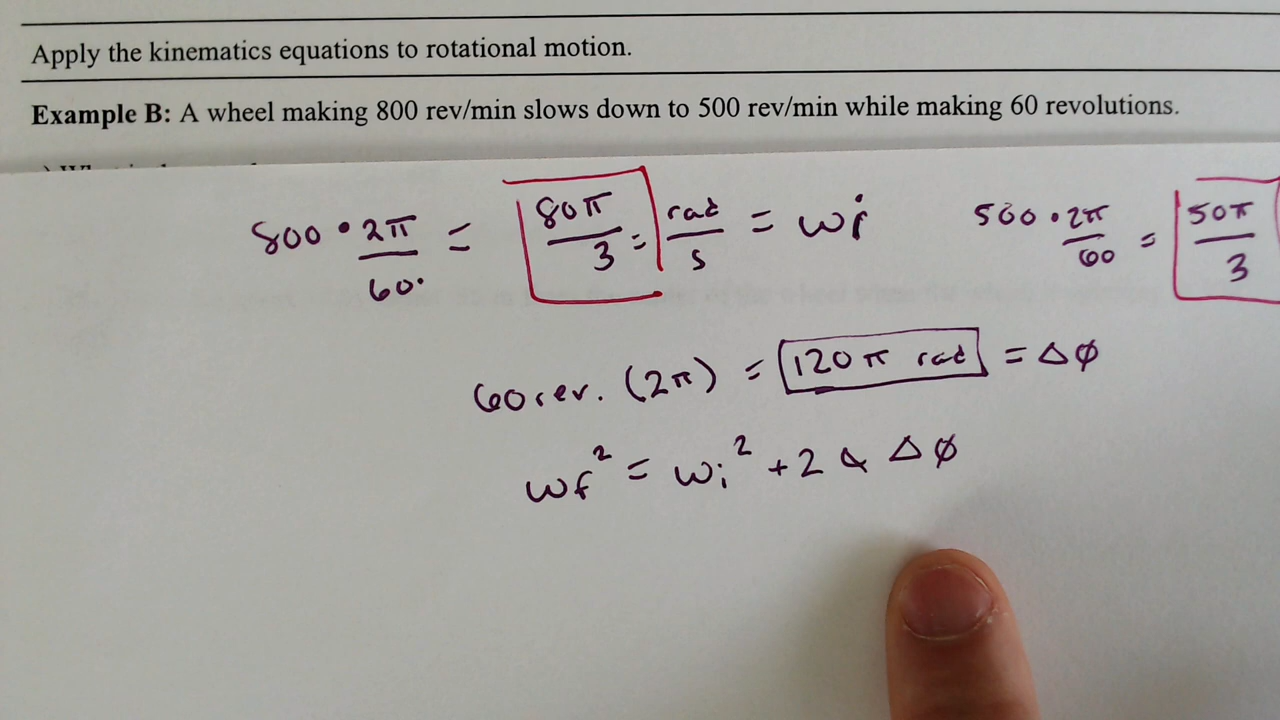 Apply the kinematics equations to rotational motion.
Example B: A wheel making 800 rev/min slows down to 500 rev/min while making 60 revolutions.
800 • 2π/60 = 80π/3 = rad/s = ωi
500 • 2π/60 = 50π/3
60 rev. (2π) = 120π rad = Δφ
ωf² = ωi² + 2 α Δφ